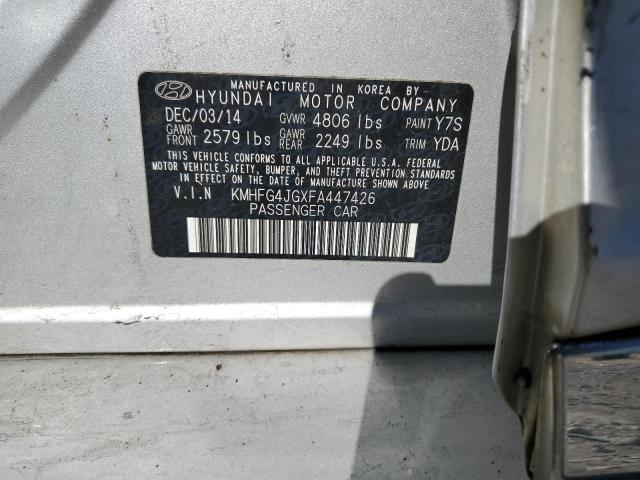 MANUFACTURED IN KOREA BY
HYUNDAI MOTOR COMPANY
DEC/03/14 GVWR 4806 lbs PAINT Y7S
GAWR FRONT 2579 lbs GAWR REAR 2249 lbs TRIM YDA
THIS VEHICLE CONFORMS TO ALL APPLICABLE U.S.A. FEDERAL
MOTOR VEHICLE SAFETY, BUMPER, AND THEFT PREVENTION
STANDARDS IN EFFECT ON THE DATE OF MANUFACTURE SHOWN ABOVE.
V.I.N KMHFG4JGXFA447426
PASSENGER CAR